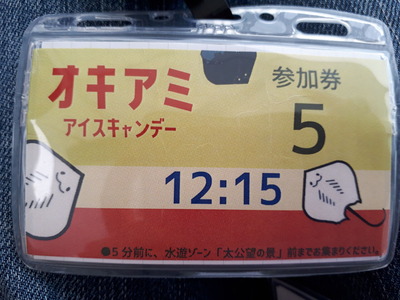 オキアミ
アイスキャンデー
参加券
5
12:15
●5分前に、水遊ゾーン「太公望の景」前までお集まりください。